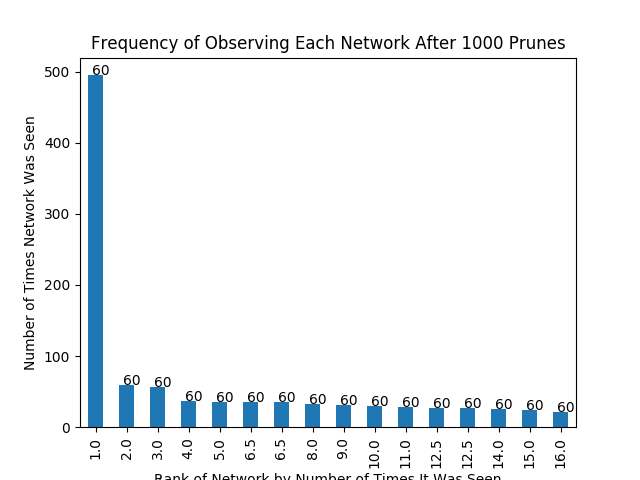 Frequency of Observing Each Network After 1000 Prunes
Number of Times Network Was Seen
500
400
300
200
100
0
60 60 60 60 60 60 60 60 60 60 60 60 60 60 60 60
1.0 2.0 3.0 4.0 5.0 6.5 6.5 8.0 9.0 10.0 11.0 12.5 12.5 14.0 15.0 16.0
Rank of Network by Number of Times It Was Seen